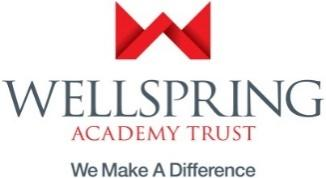 WELLSPRING
ACADEMY TRUST
We Make A Difference